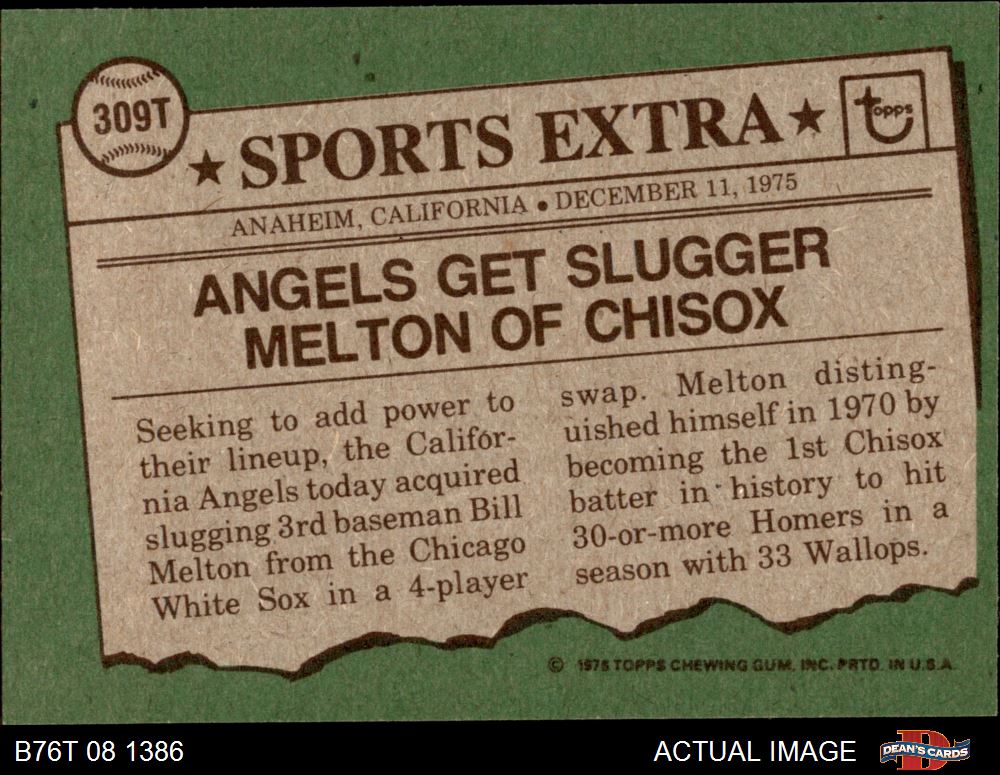 309T
★ SPORTS EXTRA ★
topps
ANAHEIM, CALIFORNIA • DECEMBER 11, 1975
ANGELS GET SLUGGER
MELTON OF CHISOX
Seeking to add power to
their lineup, the Califor-
nia Angels today acquired
slugging 3rd baseman Bill
Melton from the Chicago
White Sox in a 4-player
swap. Melton disting-
uished himself in 1970 by
becoming the 1st Chisox
batter in history to hit
30-or-more Homers in a
season with 33 Wallops.
© 1976 TOPPS CHEWING GUM, INC. PRTD. IN U.S.A.
B76T 08 1386
ACTUAL IMAGE
DEAN'S CARDS